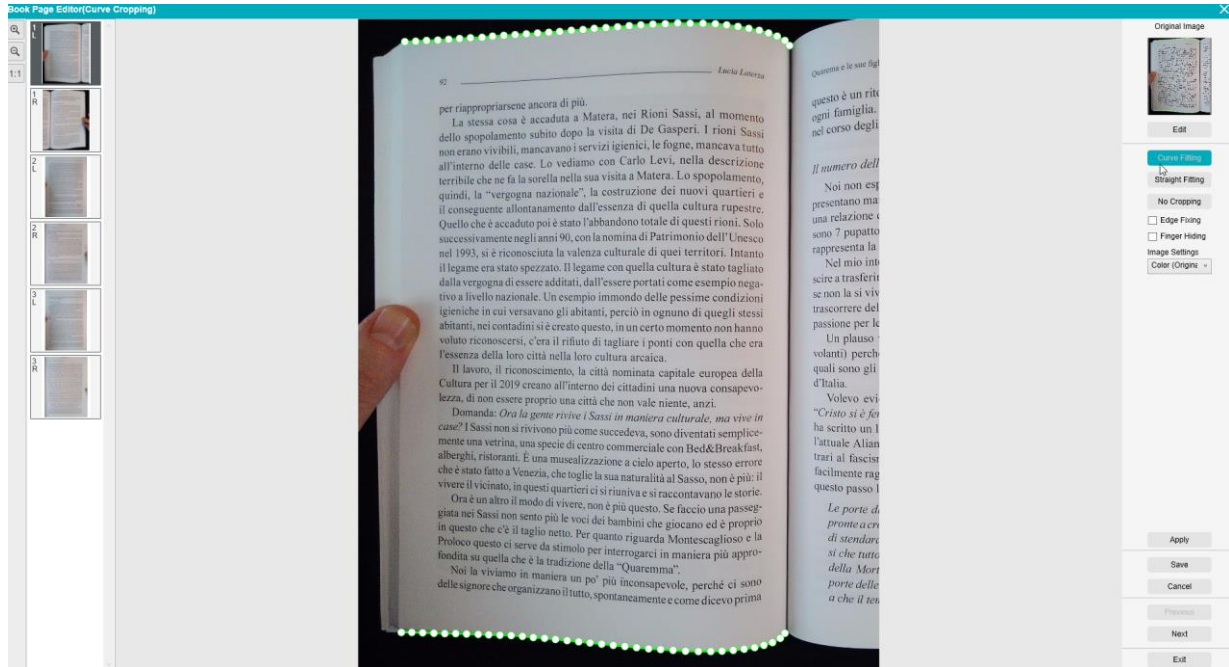 Book Page Editor(Curve Cropping)
1:1
1
L
1
R
2
L
2
R
3
L
3
R
92
Lucia Laterza
per riappropriarsene ancora di più.
La stessa cosa è accaduta a Matera, nei Rioni Sassi, al momento
dello spopolamento subito dopo la visita di De Gasperi. I rioni Sassi
non erano vivibili, mancavano i servizi igienici, le fogne, mancava tutto
all'interno delle case. Lo vediamo con Carlo Levi, nella descrizione
terribile che ne fa la sorella nella sua visita a Matera. Lo spopolamento,
quindi, la "vergogna nazionale", la costruzione dei nuovi quartieri e
il conseguente allontanamento dall'essenza di quella cultura rupestre.
Quello che è accaduto poi è stato l'abbandono totale di questi rioni. Solo
successivamente negli anni 90, con la nomina di Patrimonio dell'Unesco
nel 1993, si è riconosciuta la valenza culturale di quei territori. Intanto
il legame era stato spezzato. Il legame con quella cultura è stato tagliato
dalla vergogna di essere additati, dall'essere portati come esempio nega-
tivo a livello nazionale. Un esempio immondo delle pessime condizioni
igieniche in cui versavano gli abitanti, perciò in ognuno di quegli stessi
abitanti, nei contadini si è creato questo, in un certo momento non hanno
voluto riconoscersi, c'era il rifiuto di tagliare i ponti con quella che era
l'essenza della loro città nella loro cultura arcaica.
Il lavoro, il riconoscimento, la città nominata capitale europea della
Cultura per il 2019 creano all'interno dei cittadini una nuova consapevo-
lezza, di non essere proprio una città che non vale niente, anzi.
Domanda: Ora la gente rivive i Sassi in maniera culturale, ma vive in
case? I Sassi non si rivivono più come succedeva, sono diventati semplice-
mente una vetrina, una specie di centro commerciale con Bed&Breakfast,
alberghi, ristoranti. È una musealizzazione a cielo aperto, lo stesso errore
che è stato fatto a Venezia, che toglie la sua naturalità al Sasso, non è più: il
vivere il vicinato, in questi quartieri ci si riuniva e si raccontavano le storie.
Ora è un altro il modo di vivere, non è più questo. Se faccio una passeg-
giata nei Sassi non sento più le voci dei bambini che giocano ed è proprio
in questo che c'è il taglio netto. Per quanto riguarda Montescaglioso e la
Proloco questo ci serve da stimolo per interrogarci in maniera più appro-
fondita su quella che è la tradizione della "Quaremma".
Noi la viviamo in maniera un po' più inconsapevole, perché ci sono
delle signore che organizzano il tutto, spontaneamente e come dicevo prima
Quaremma e le sue figl
questo è un rito
ogni famiglia.
nel corso degli
Il numero dell
Noi non esp
presentano ma
una relazione
sono 7 pupatto
rappresenta la
Nel mio int
scire a trasferir
se non la si viv
trascorrere del
passione per le
Un plauso
volanti) perch
quali sono gli
d'Italia.
Volevo evi
"Cristo si è fer
ha scritto un l
l'attuale Alian
trari al fascis
facilmente rag
questo passo l
Le porte d
pronte a cr
di stendard
sì che tutto
della Mort
porte delle
a che il ten
Original Image
Edit
Curve Fitting
Straight Fitting
No Cropping
Edge Fixing
Finger Hiding
Image Settings
Color (Origina
Apply
Save
Cancel
Previous
Next
Exit